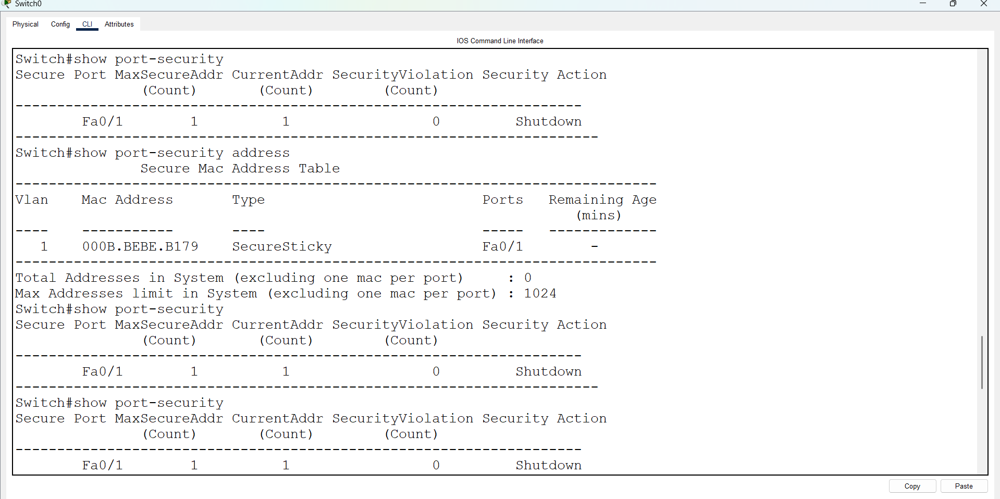 Switch0
Physical Config CLI Attributes
IOS Command Line Interface
Switch#show port-security
Secure Port MaxSecureAddr CurrentAddr SecurityViolation Security Action
(Count) (Count) (Count)
--------------------------------------------------------------------
Fa0/1 1 1 0 Shutdown
----------------------------------------------------------------------
Switch#show port-security address
Secure Mac Address Table
-----------------------------------------------------------------------------
Vlan Mac Address Type Ports Remaining Age
(mins)
---- ----------- ---- ----- -------------
1 000B.BEBE.B179 SecureSticky Fa0/1 -
-----------------------------------------------------------------------------
Total Addresses in System (excluding one mac per port) : 0
Max Addresses limit in System (excluding one mac per port) : 1024
Switch#show port-security
Secure Port MaxSecureAddr CurrentAddr SecurityViolation Security Action
(Count) (Count) (Count)
--------------------------------------------------------------------
Fa0/1 1 1 0 Shutdown
----------------------------------------------------------------------
Switch#show port-security
Secure Port MaxSecureAddr CurrentAddr SecurityViolation Security Action
(Count) (Count) (Count)
--------------------------------------------------------------------
Fa0/1 1 1 0 Shutdown
Copy Paste